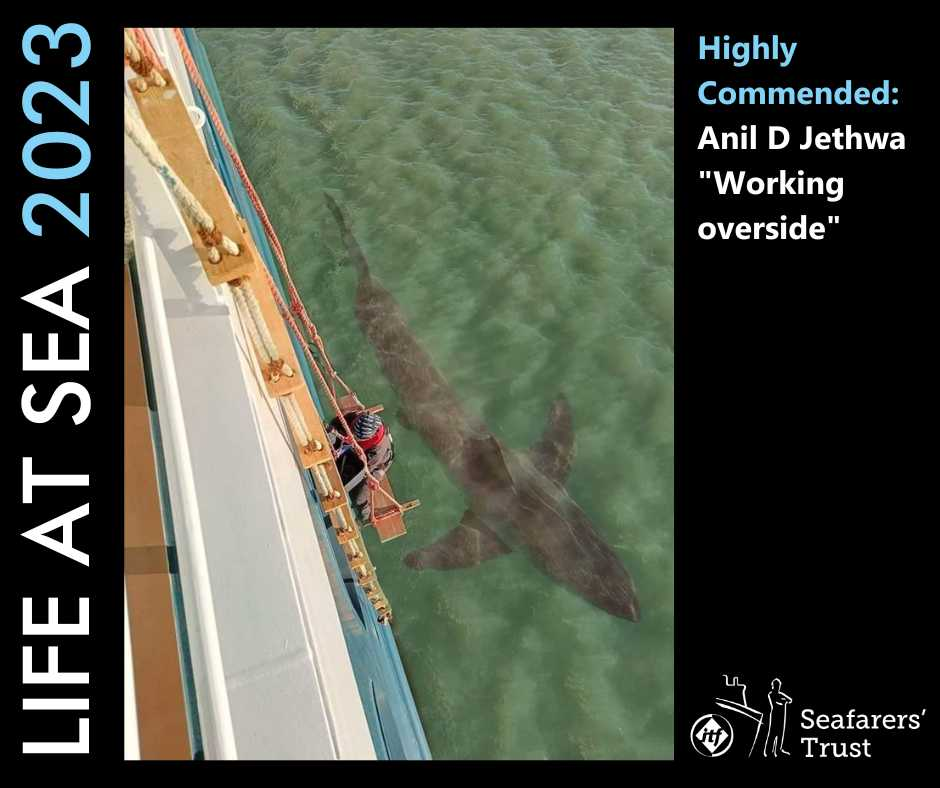 LIFE AT SEA 2023
Highly
Commended:
Anil D Jethwa
"Working
overside"
itf
Seafarers'
Trust